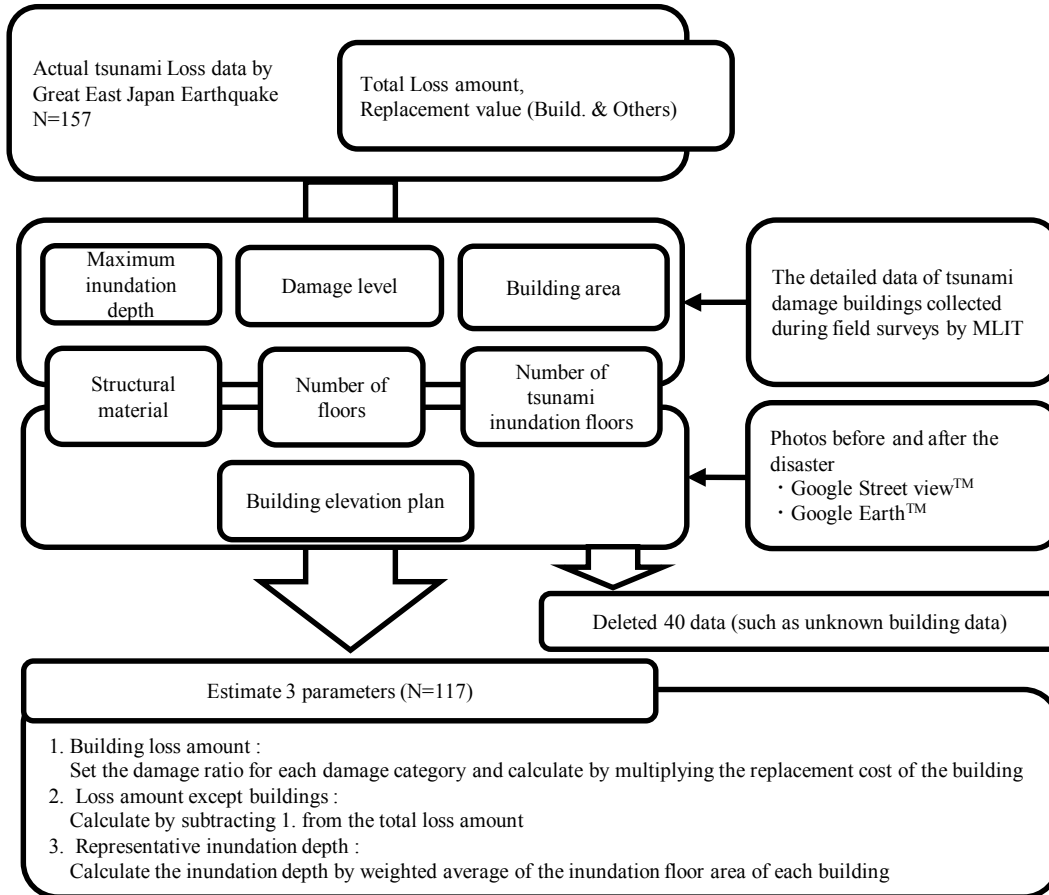 Actual tsunami Loss data by
Great East Japan Earthquake
N=157
Total Loss amount,
Replacement value (Build. & Others)
Maximum
inundation
depth
Damage level
Building area
The detailed data of tsunami
damage buildings collected
during field surveys by MLIT
Structural
material
Number of
floors
Number of
tsunami
inundation floors
Building elevation plan
Photos before and after the
disaster
・Google Street view™
・Google Earth™
Deleted 40 data (such as unknown building data)
Estimate 3 parameters (N=117)
1. Building loss amount :
Set the damage ratio for each damage category and calculate by multiplying the replacement cost of the building
2. Loss amount except buildings :
Calculate by subtracting 1. from the total loss amount
3. Representative inundation depth :
Calculate the inundation depth by weighted average of the inundation floor area of each building